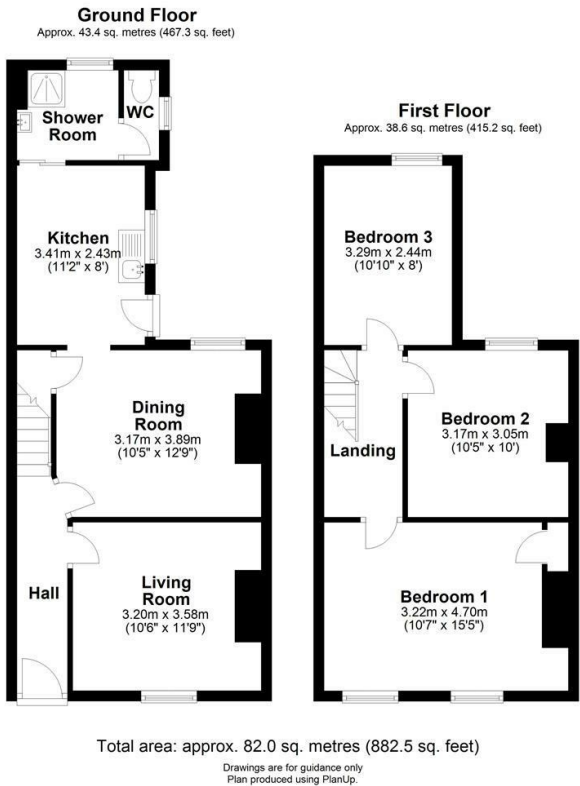 Ground Floor
Approx. 43.4 sq. metres (467.3 sq. feet)
Shower
Room
WC
Kitchen
3.41m x 2.43m
(11'2" x 8')
Dining
Room
3.17m x 3.89m
(10'5" x 12'9")
Living
Room
3.20m x 3.58m
(10'6" x 11'9")
Hall
First Floor
Approx. 38.6 sq. metres (415.2 sq. feet)
Bedroom 3
3.29m x 2.44m
(10'10" x 8')
Bedroom 2
3.17m x 3.05m
(10'5" x 10')
Landing
Bedroom 1
3.22m x 4.70m
(10'7" x 15'5")
Total area: approx. 82.0 sq. metres (882.5 sq. feet)
Drawings are for guidance only
Plan produced using PlanUp.